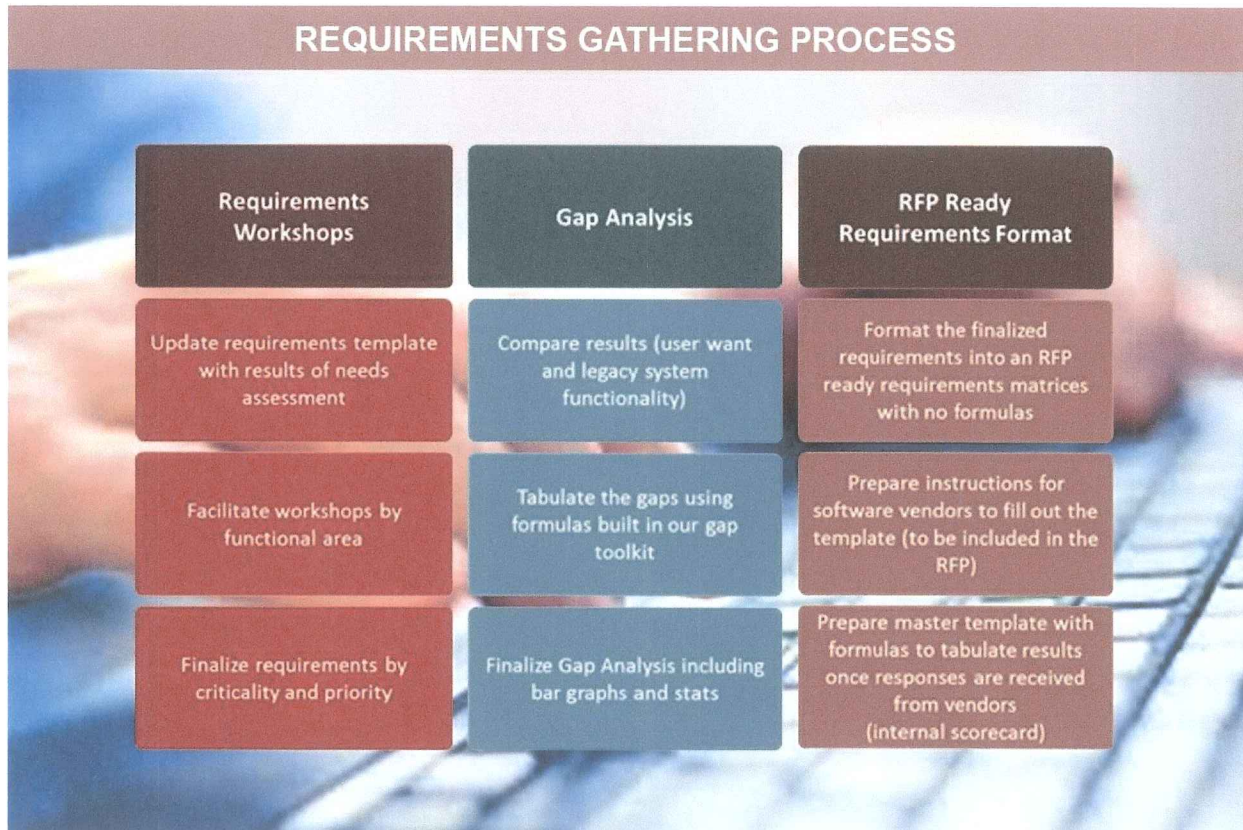 REQUIREMENTS GATHERING PROCESS
Requirements
Workshops
Gap Analysis
RFP Ready
Requirements Format
Update requirements template
with results of needs
assessment
Compare results (user want
and legacy system
functionality)
Format the finalized
requirements into an RFP
ready requirements matrices
with no formulas
Facilitate workshops by
functional area
Tabulate the gaps using
formulas built in our gap
toolkit
Prepare instructions for
software vendors to fill out the
template (to be included in the
RFP)
Finalize requirements by
criticality and priority
Finalize Gap Analysis including
bar graphs and stats
Prepare master template with
formulas to tabulate results
once responses are received
from vendors
(internal scorecard)